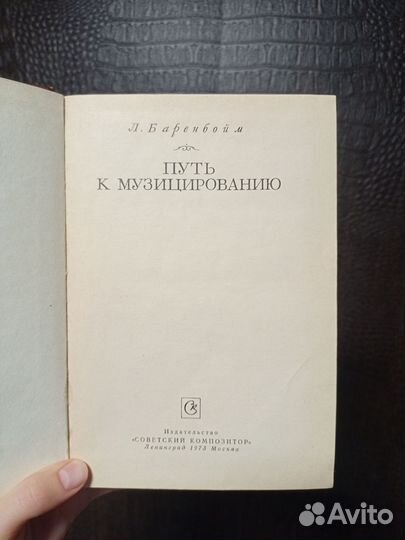 Л. Баренбойм
ПУТЬ
К МУЗИЦИРОВАНИЮ
Издательство
«СОВЕТСКИЙ КОМПОЗИТОР»
Ленинград 1973 Москва
Avito